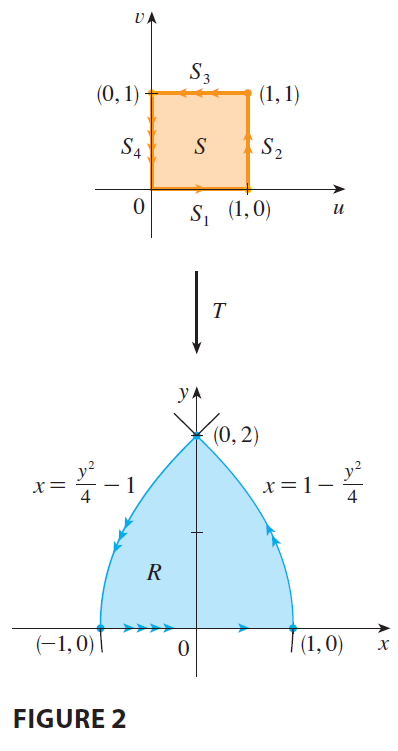 v
S₃
(0, 1) (1, 1)
S₄ S S₂
0 S₁ (1, 0) u
T
y
(0, 2)
x = y²/4 − 1 x = 1 − y²/4
R
(−1, 0) 0 (1, 0) x
FIGURE 2